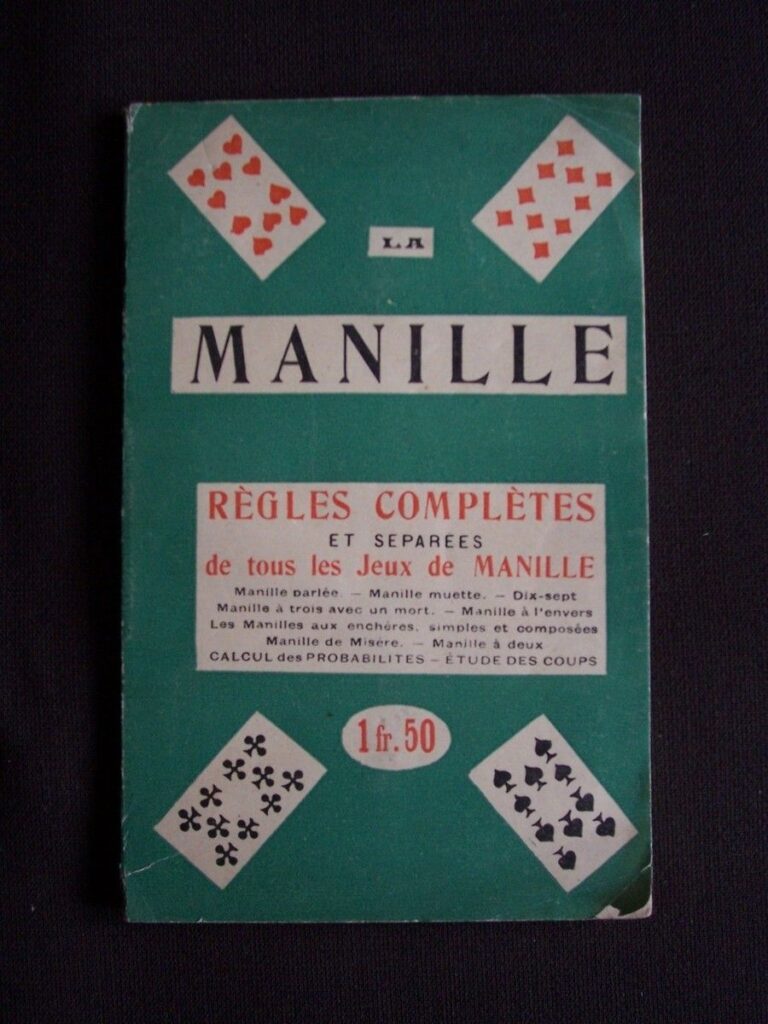 LA
MANILLE
RÈGLES COMPLÈTES
ET SEPARÉES
de tous les Jeux de MANILLE
Manille parlée. — Manille muette. — Dix-sept
Manille à trois avec un mort. — Manille à l'envers
Les Manilles aux enchères, simples et composées
Manille de Misère. — Manille à deux
CALCUL des PROBABILITES — ÉTUDE DES COUPS
1 fr. 50